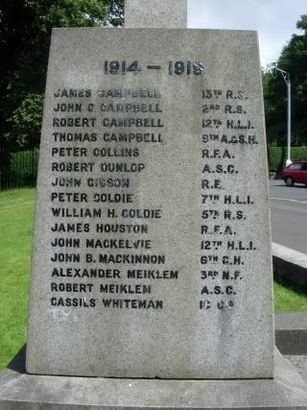 1914 - 1918
JAMES CAMPBELL 13TH R.S.
JOHN C CAMPBELL 2ND R.S.
ROBERT CAMPBELL 12TH H.L.I.
THOMAS CAMPBELL 9TH A.&S.H.
PETER COLLINS R.F.A.
ROBERT DUNLOP A.S.C.
JOHN GIBSON R.E.
PETER GOLDIE 7TH H.L.I.
WILLIAM H. GOLDIE 5TH R.S.
JAMES HOUSTON R.F.A.
JOHN MACKELVIE 12TH H.L.I.
JOHN B. MACKINNON 6TH G.H.
ALEXANDER MEIKLEM 3RD N.F.
ROBERT MEIKLEM A.S.C.
CASSILS WHITEMAN